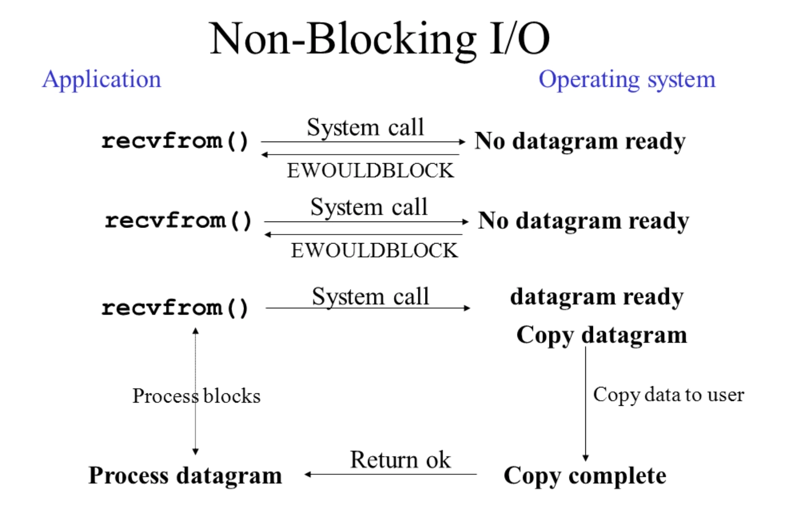 Non-Blocking I/O
Application
Operating system
recvfrom()
System call
No datagram ready
EWOULDBLOCK
recvfrom()
System call
No datagram ready
EWOULDBLOCK
recvfrom()
System call
datagram ready
Copy datagram
Process blocks
Copy data to user
Process datagram
Return ok
Copy complete